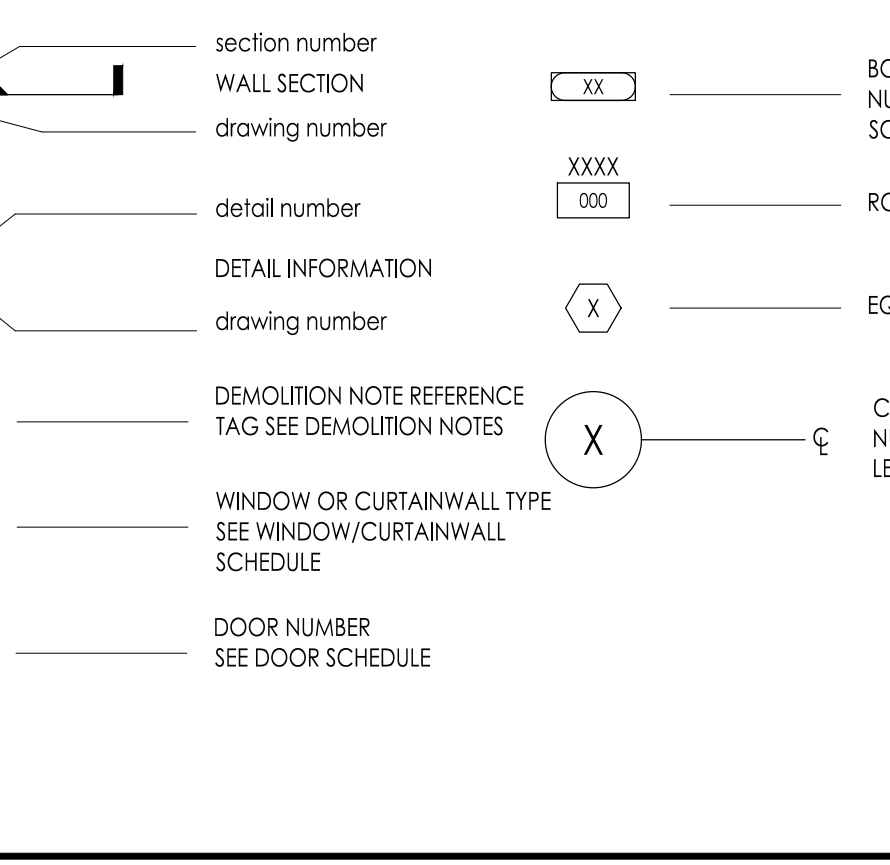 section number
WALL SECTION
drawing number
detail number
DETAIL INFORMATION
drawing number
DEMOLITION NOTE REFERENCE
TAG SEE DEMOLITION NOTES
WINDOW OR CURTAINWALL TYPE
SEE WINDOW/CURTAINWALL
SCHEDULE
DOOR NUMBER
SEE DOOR SCHEDULE
XX
XXXX
000
X
X
℄